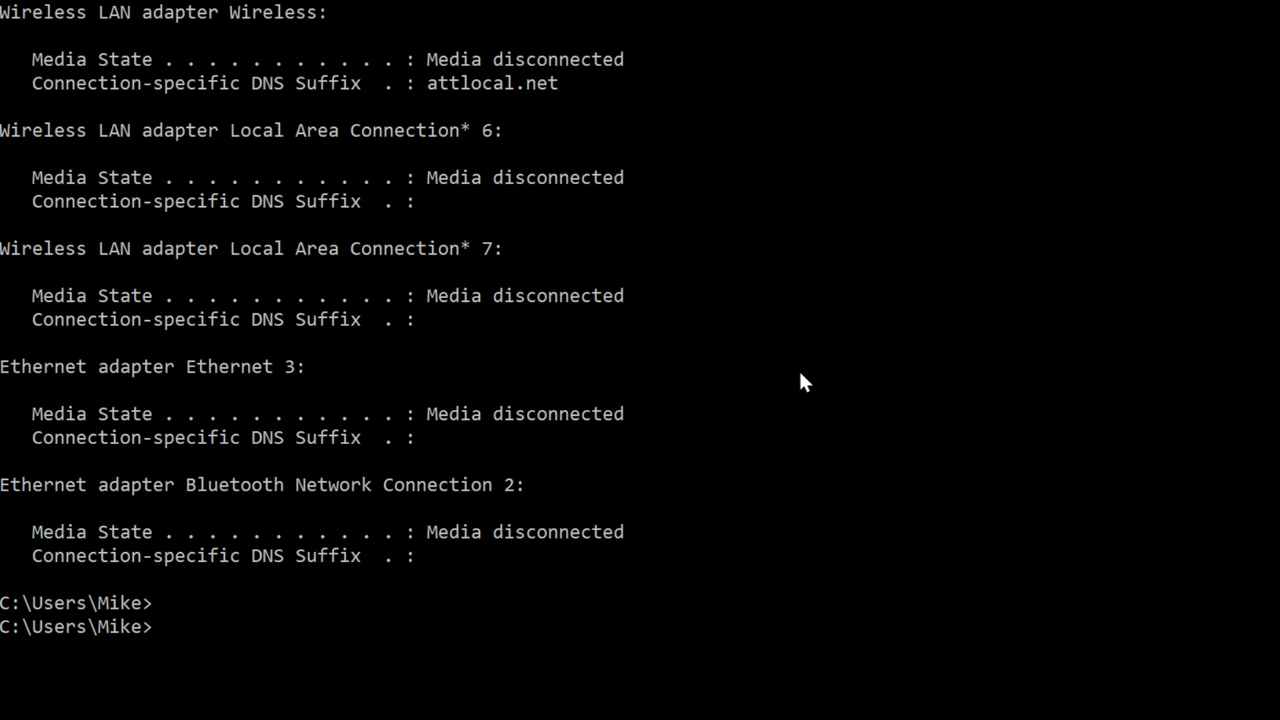 Wireless LAN adapter Wireless:
Media State . . . . . . . . . . . : Media disconnected
Connection-specific DNS Suffix  . : attlocal.net
Wireless LAN adapter Local Area Connection* 6:
Media State . . . . . . . . . . . : Media disconnected
Connection-specific DNS Suffix  . :
Wireless LAN adapter Local Area Connection* 7:
Media State . . . . . . . . . . . : Media disconnected
Connection-specific DNS Suffix  . :
Ethernet adapter Ethernet 3:
Media State . . . . . . . . . . . : Media disconnected
Connection-specific DNS Suffix  . :
Ethernet adapter Bluetooth Network Connection 2:
Media State . . . . . . . . . . . : Media disconnected
Connection-specific DNS Suffix  . :
C:\Users\Mike>
C:\Users\Mike>